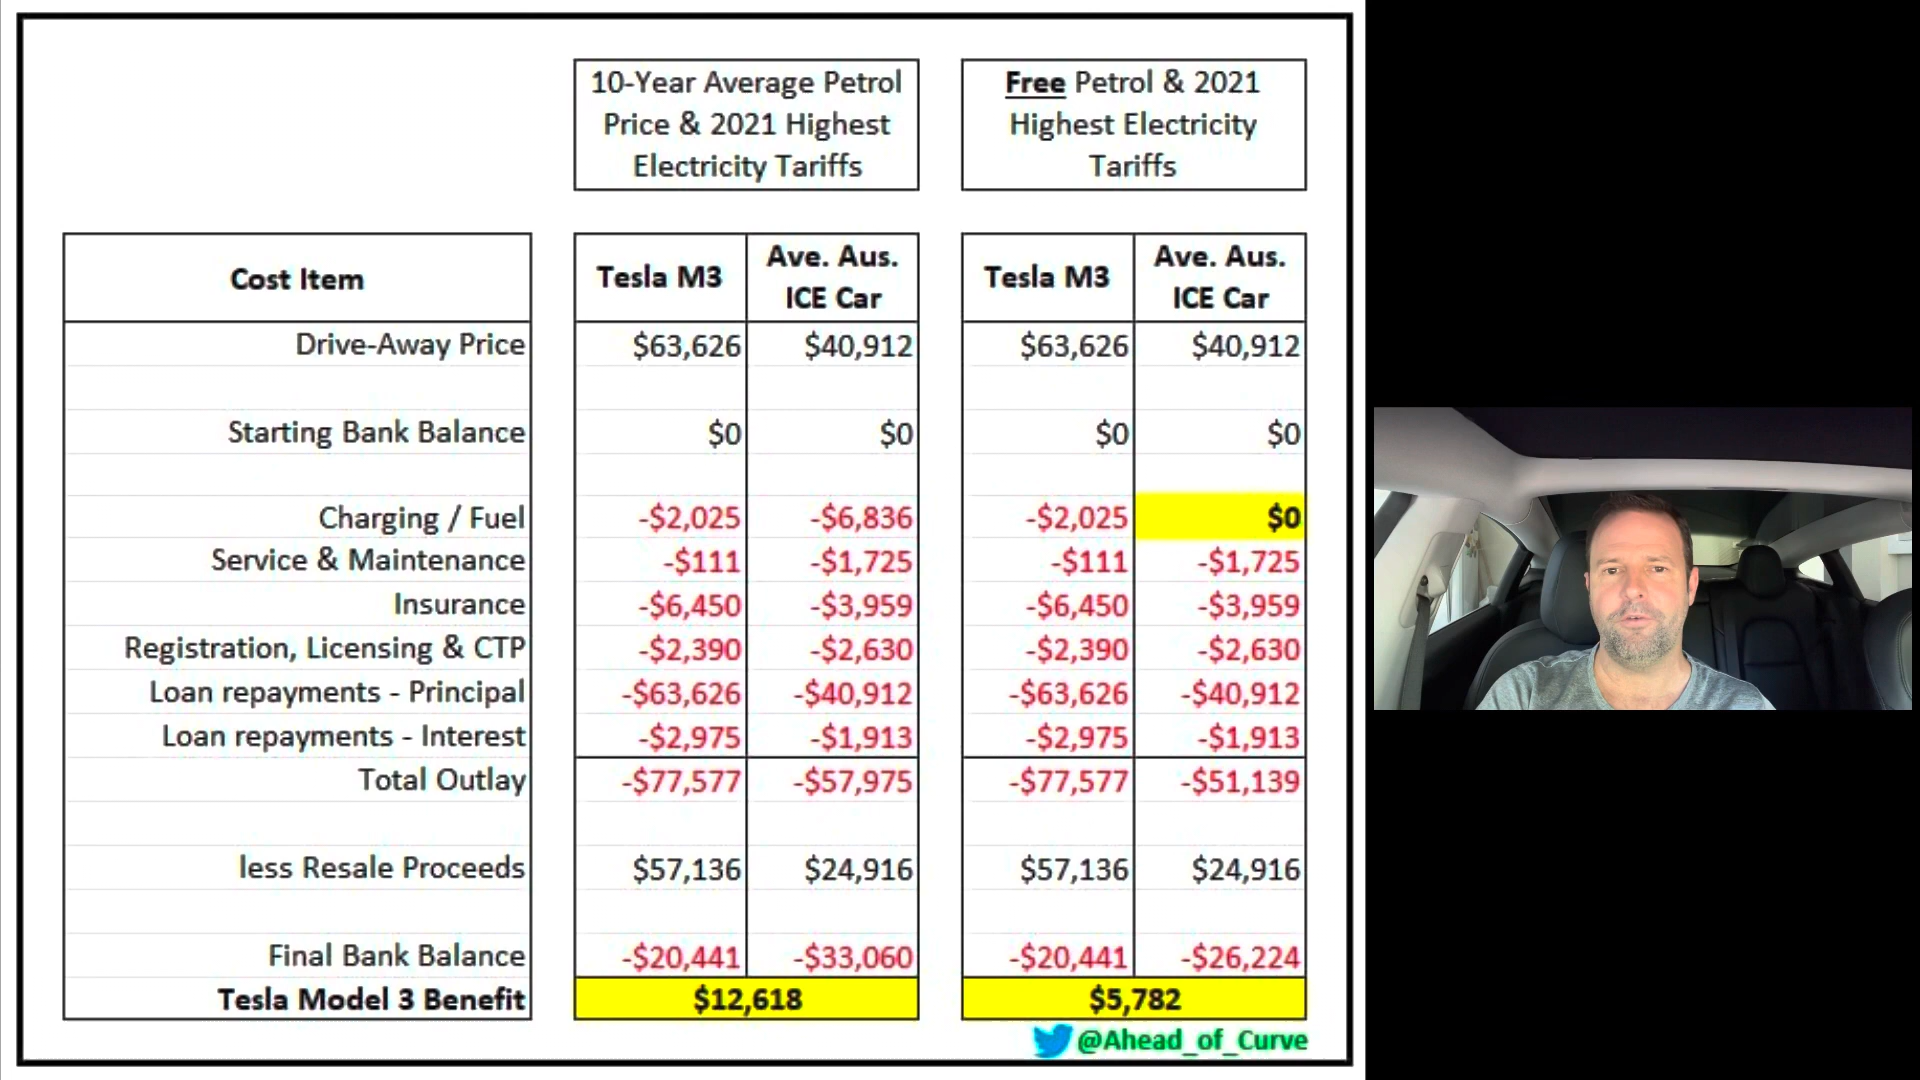 10-Year Average Petrol
Price & 2021 Highest
Electricity Tariffs
Free Petrol & 2021
Highest Electricity
Tariffs
Cost Item
Tesla M3
Ave. Aus.
ICE Car
Tesla M3
Ave. Aus.
ICE Car
Drive-Away Price $63,626 $40,912 $63,626 $40,912
Starting Bank Balance $0 $0 $0 $0
Charging / Fuel -$2,025 -$6,836 -$2,025 $0
Service & Maintenance -$111 -$1,725 -$111 -$1,725
Insurance -$6,450 -$3,959 -$6,450 -$3,959
Registration, Licensing & CTP -$2,390 -$2,630 -$2,390 -$2,630
Loan repayments - Principal -$63,626 -$40,912 -$63,626 -$40,912
Loan repayments - Interest -$2,975 -$1,913 -$2,975 -$1,913
Total Outlay -$77,577 -$57,975 -$77,577 -$51,139
less Resale Proceeds $57,136 $24,916 $57,136 $24,916
Final Bank Balance -$20,441 -$33,060 -$20,441 -$26,224
Tesla Model 3 Benefit $12,618 $5,782
@Ahead_of_Curve